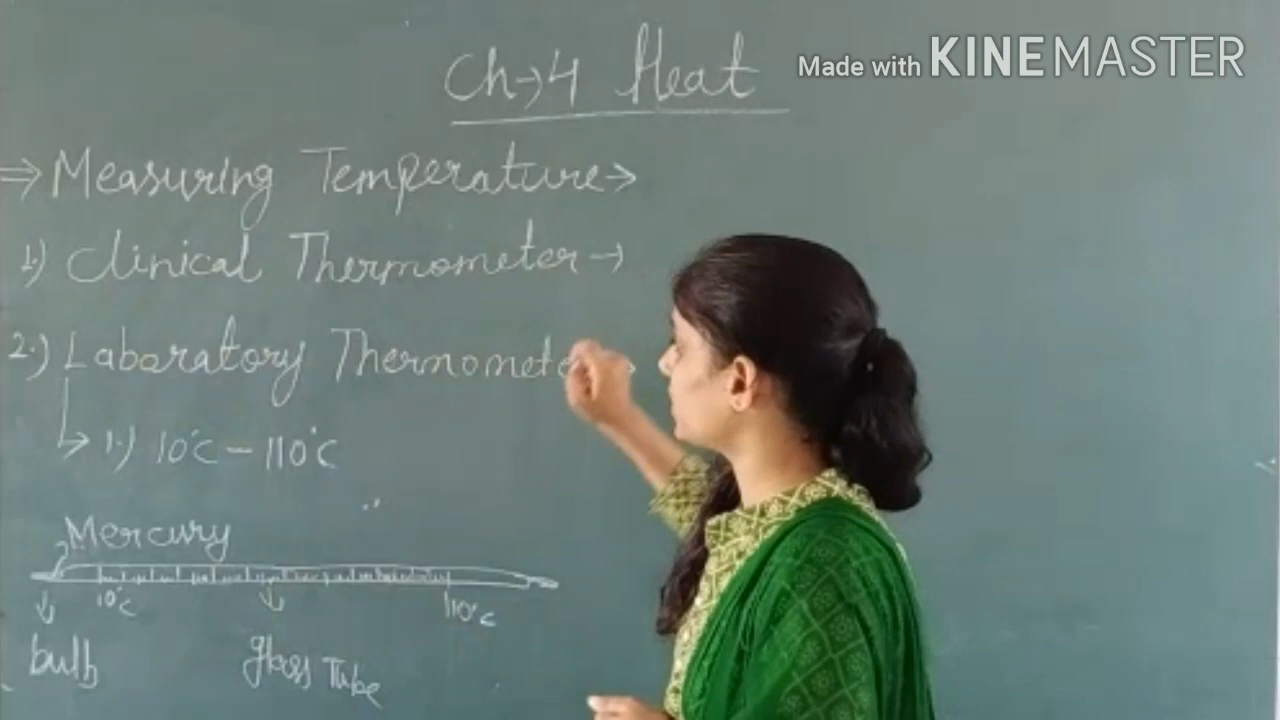 Made with KINEMASTER
Ch→4 Heat
⇒ Measuring Temperature→
1.) Clinical Thermometer→
2.) Laboratory
→ 1.) 10°C – 110°C
Mercury
10°C 110°C
bulb glass Tube